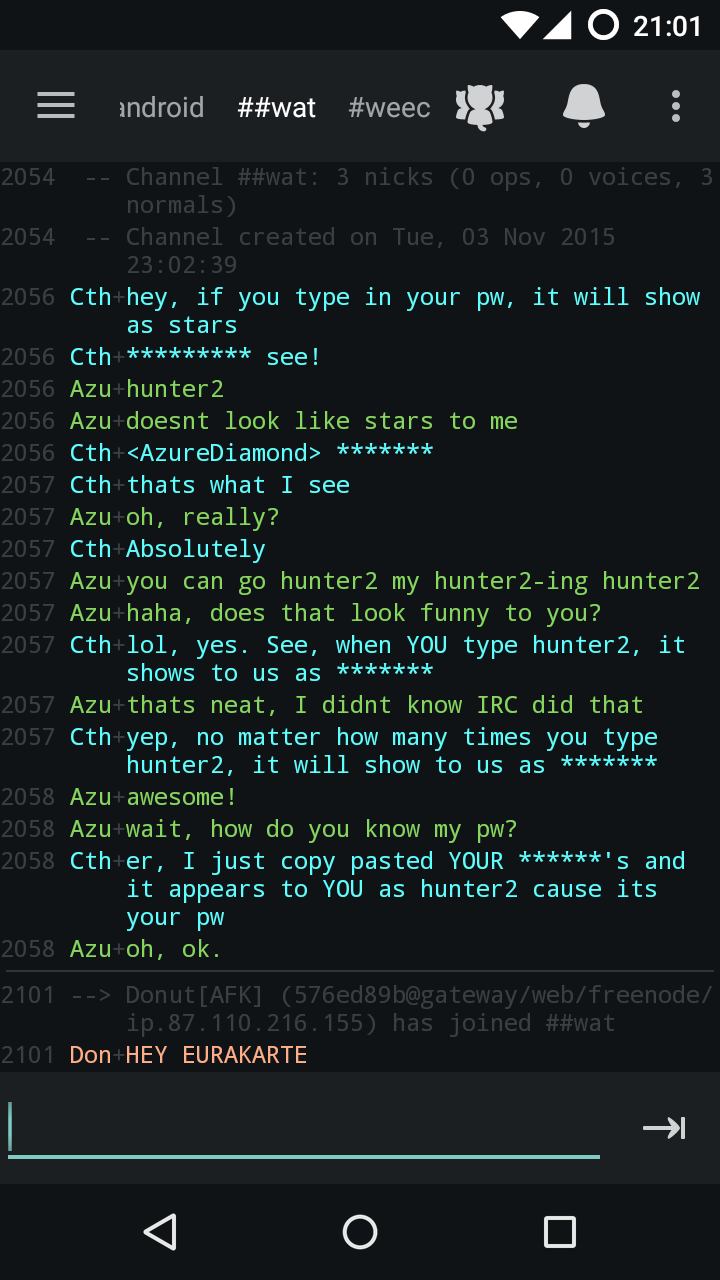 21:01
android ##wat #weec
2054 -- Channel ##wat: 3 nicks (0 ops, 0 voices, 3
normals)
2054 -- Channel created on Tue, 03 Nov 2015
23:02:39
2056 Cth+hey, if you type in your pw, it will show
as stars
2056 Cth+********* see!
2056 Azu+hunter2
2056 Azu+doesnt look like stars to me
2056 Cth+<AzureDiamond> *******
2057 Cth+thats what I see
2057 Azu+oh, really?
2057 Cth+Absolutely
2057 Azu+you can go hunter2 my hunter2-ing hunter2
2057 Azu+haha, does that look funny to you?
2057 Cth+lol, yes. See, when YOU type hunter2, it
shows to us as *******
2057 Azu+thats neat, I didnt know IRC did that
2057 Cth+yep, no matter how many times you type
hunter2, it will show to us as *******
2058 Azu+awesome!
2058 Azu+wait, how do you know my pw?
2058 Cth+er, I just copy pasted YOUR ******'s and
it appears to YOU as hunter2 cause its
your pw
2058 Azu+oh, ok.
2101 --> Donut[AFK] (576ed89b@gateway/web/freenode/
ip.87.110.216.155) has joined ##wat
2101 Don+HEY EURAKARTE